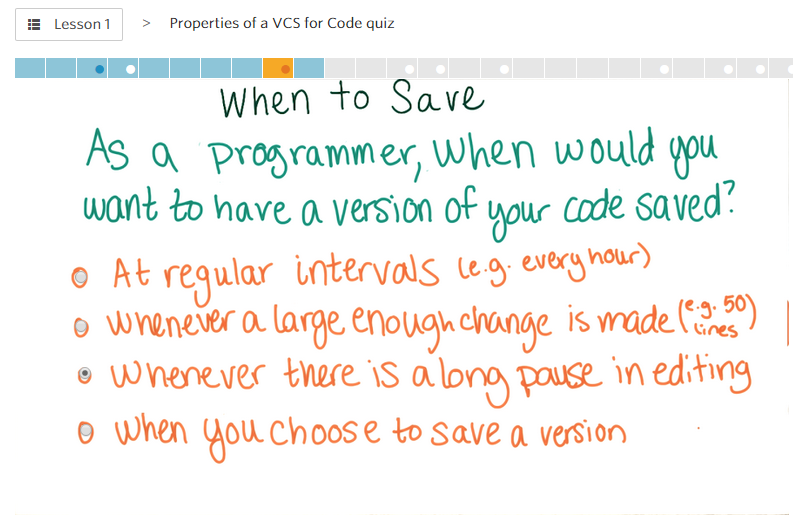 Lesson 1 > Properties of a VCS for Code quiz
When to Save
As a programmer, when would you
want to have a version of your code saved?
At regular intervals (e.g. every hour)
Whenever a large enough change is made (e.g. 50 lines)
Whenever there is a long pause in editing
When you choose to save a version